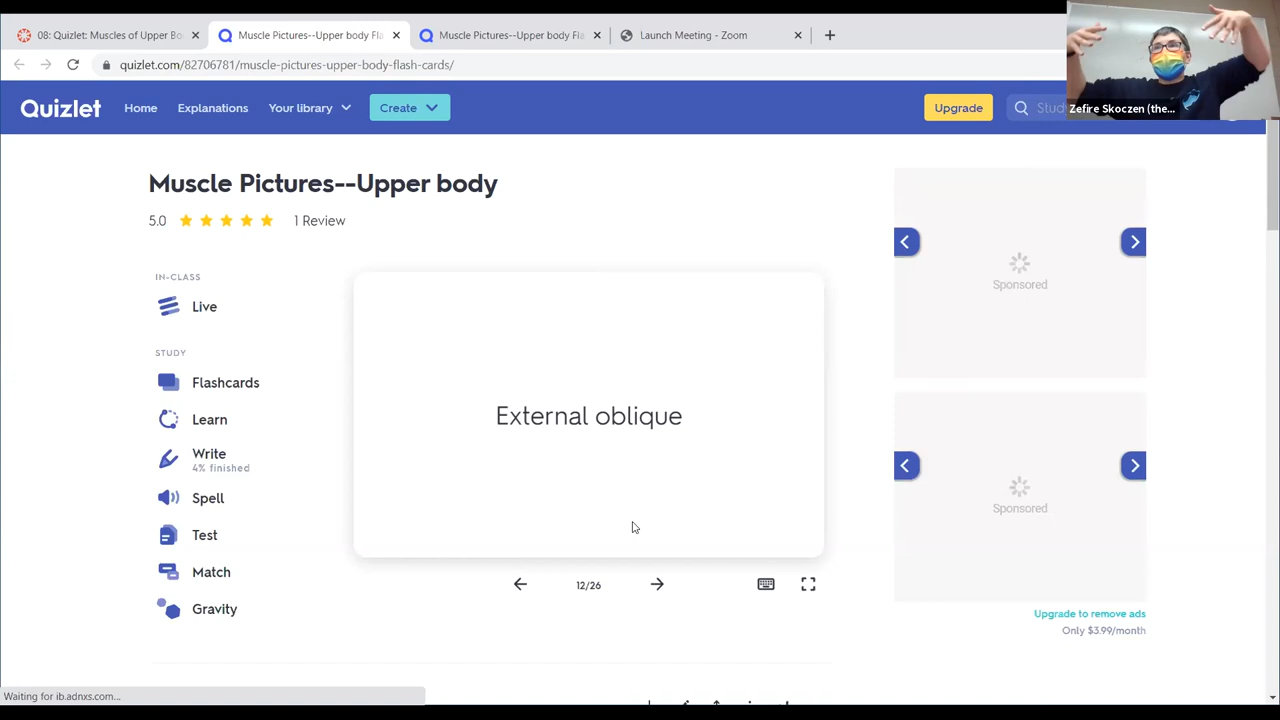 08: Quizlet: Muscles of Upper Bo
Muscle Pictures--Upper body Fla
Muscle Pictures--Upper body Fla
Launch Meeting - Zoom
quizlet.com/82706781/muscle-pictures-upper-body-flash-cards/
Zefire Skoczen (the...
Quizlet
Home
Explanations
Your library
Create
Upgrade
Stud
Muscle Pictures--Upper body
5.0
1 Review
IN-CLASS
Live
STUDY
Flashcards
Learn
Write
4% finished
Spell
Test
Match
Gravity
External oblique
12/26
Sponsored
Sponsored
Upgrade to remove ads
Only $3.99/month
Waiting for ib.adnxs.com...